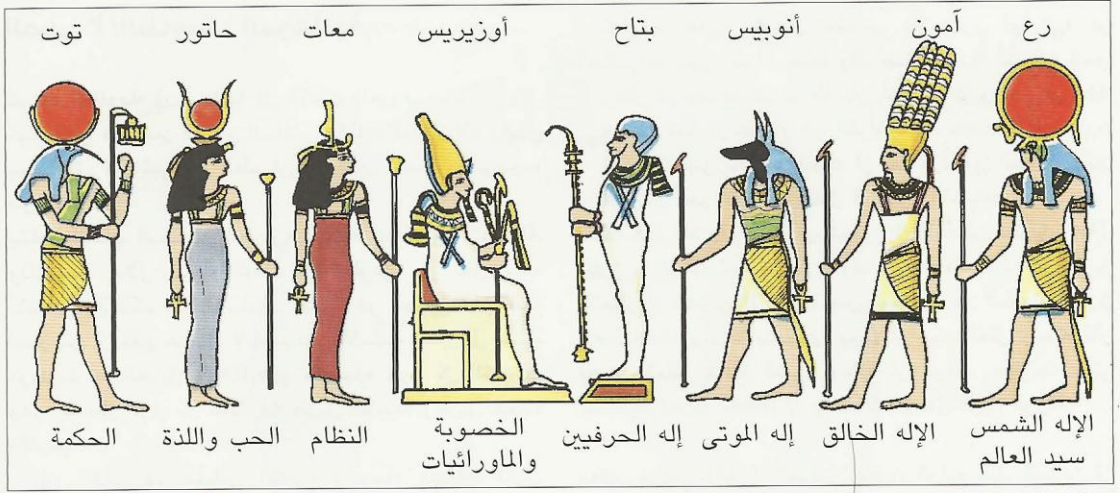 رع
آمون
أنوبيس
بتاح
أوزيريس
معات
حاتور
توت
الإله الشمس
سيد العالم
الإله الخالق
إله الموتى
إله الحرفيين
الخصوبة
والماورائيات
النظام
الحب واللذة
الحكمة